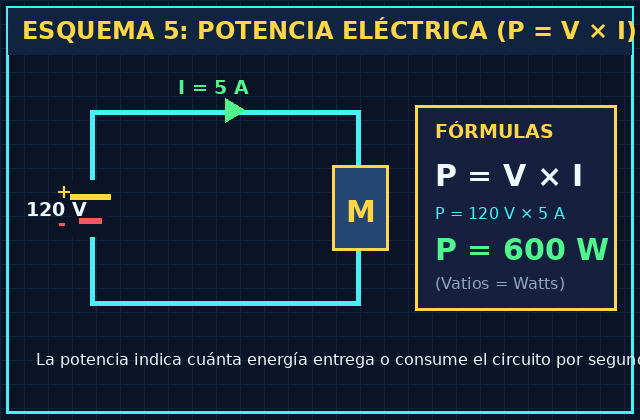 ESQUEMA 5: POTENCIA ELÉCTRICA (P = V × I)
I = 5 A
+
120 V
-
M
FÓRMULAS
P = V × I
P = 120 V × 5 A
P = 600 W
(Vatios = Watts)
La potencia indica cuánta energía entrega o consume el circuito por